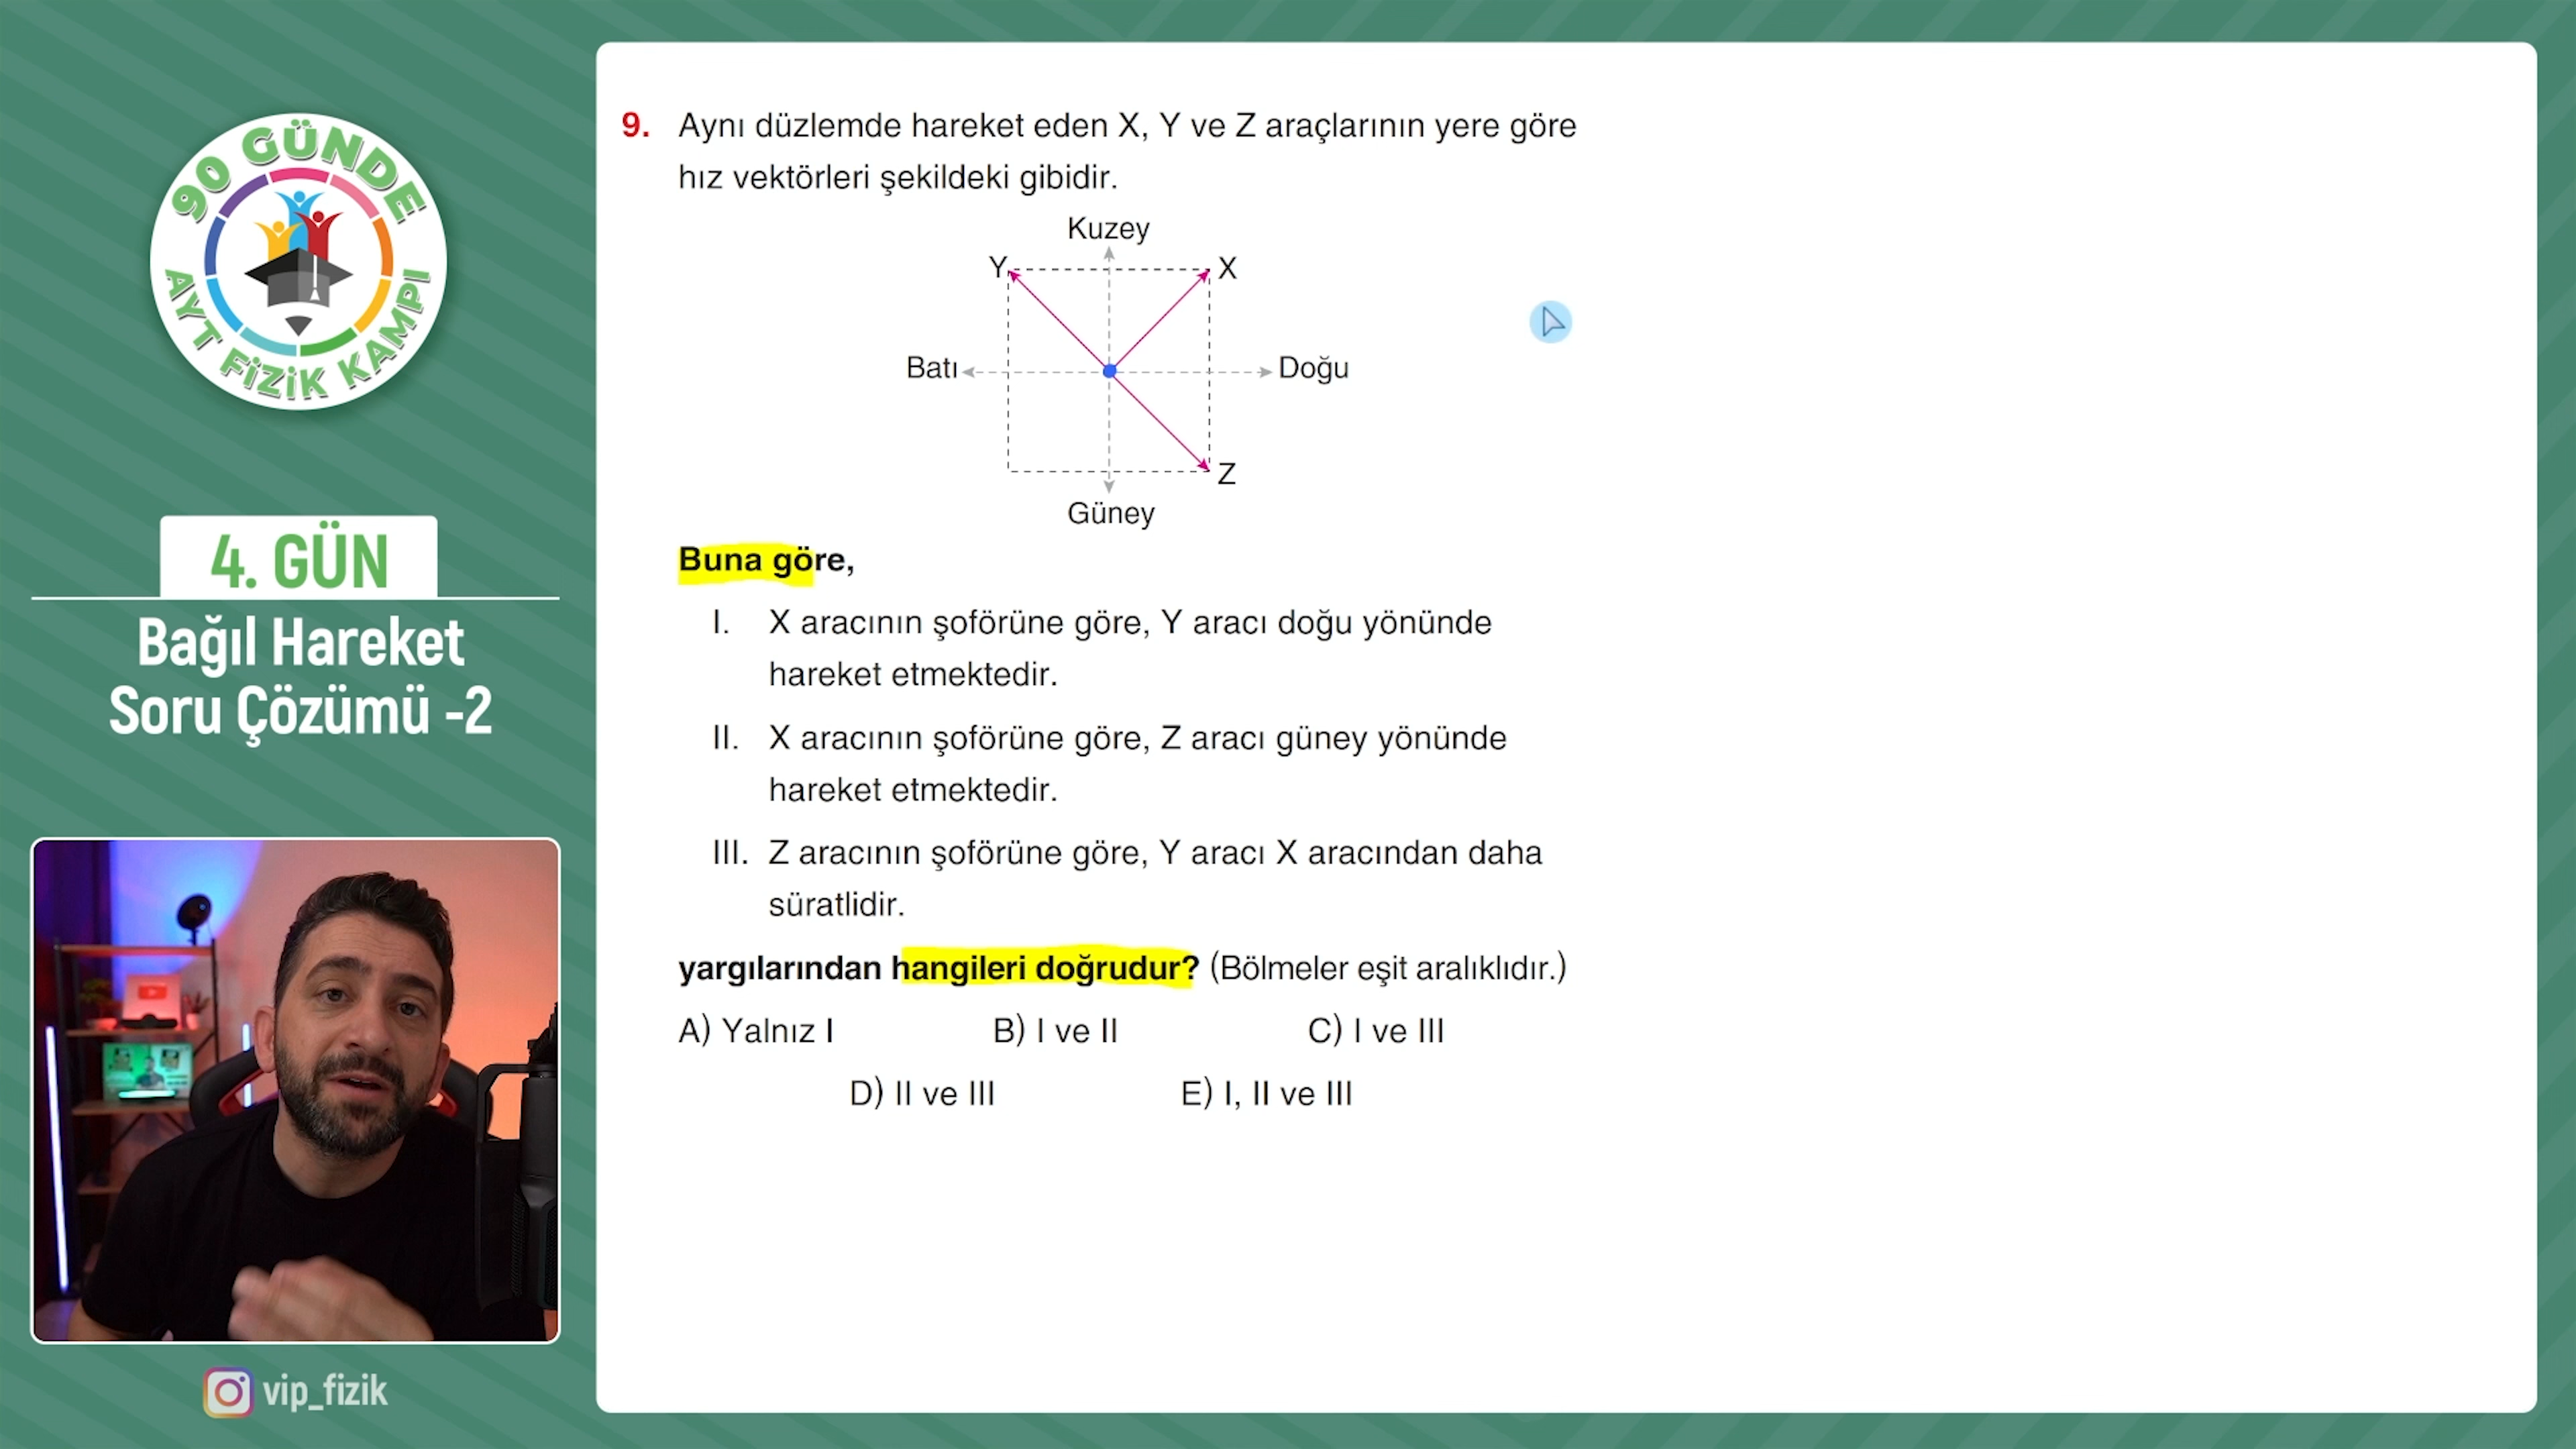 90 GÜNDE
AYT FİZİK KAMPI
4. GÜN
Bağıl Hareket
Soru Çözümü -2
vip_fizik
9. Aynı düzlemde hareket eden X, Y ve Z araçlarının yere göre
hız vektörleri şekildeki gibidir.
Kuzey
Y X
Batı Doğu
Z
Güney
Buna göre,
I. X aracının şoförüne göre, Y aracı doğu yönünde
hareket etmektedir.
II. X aracının şoförüne göre, Z aracı güney yönünde
hareket etmektedir.
III. Z aracının şoförüne göre, Y aracı X aracından daha
süratlidir.
yargılarından hangileri doğrudur? (Bölmeler eşit aralıklıdır.)
A) Yalnız I B) I ve II C) I ve III
D) II ve III E) I, II ve III